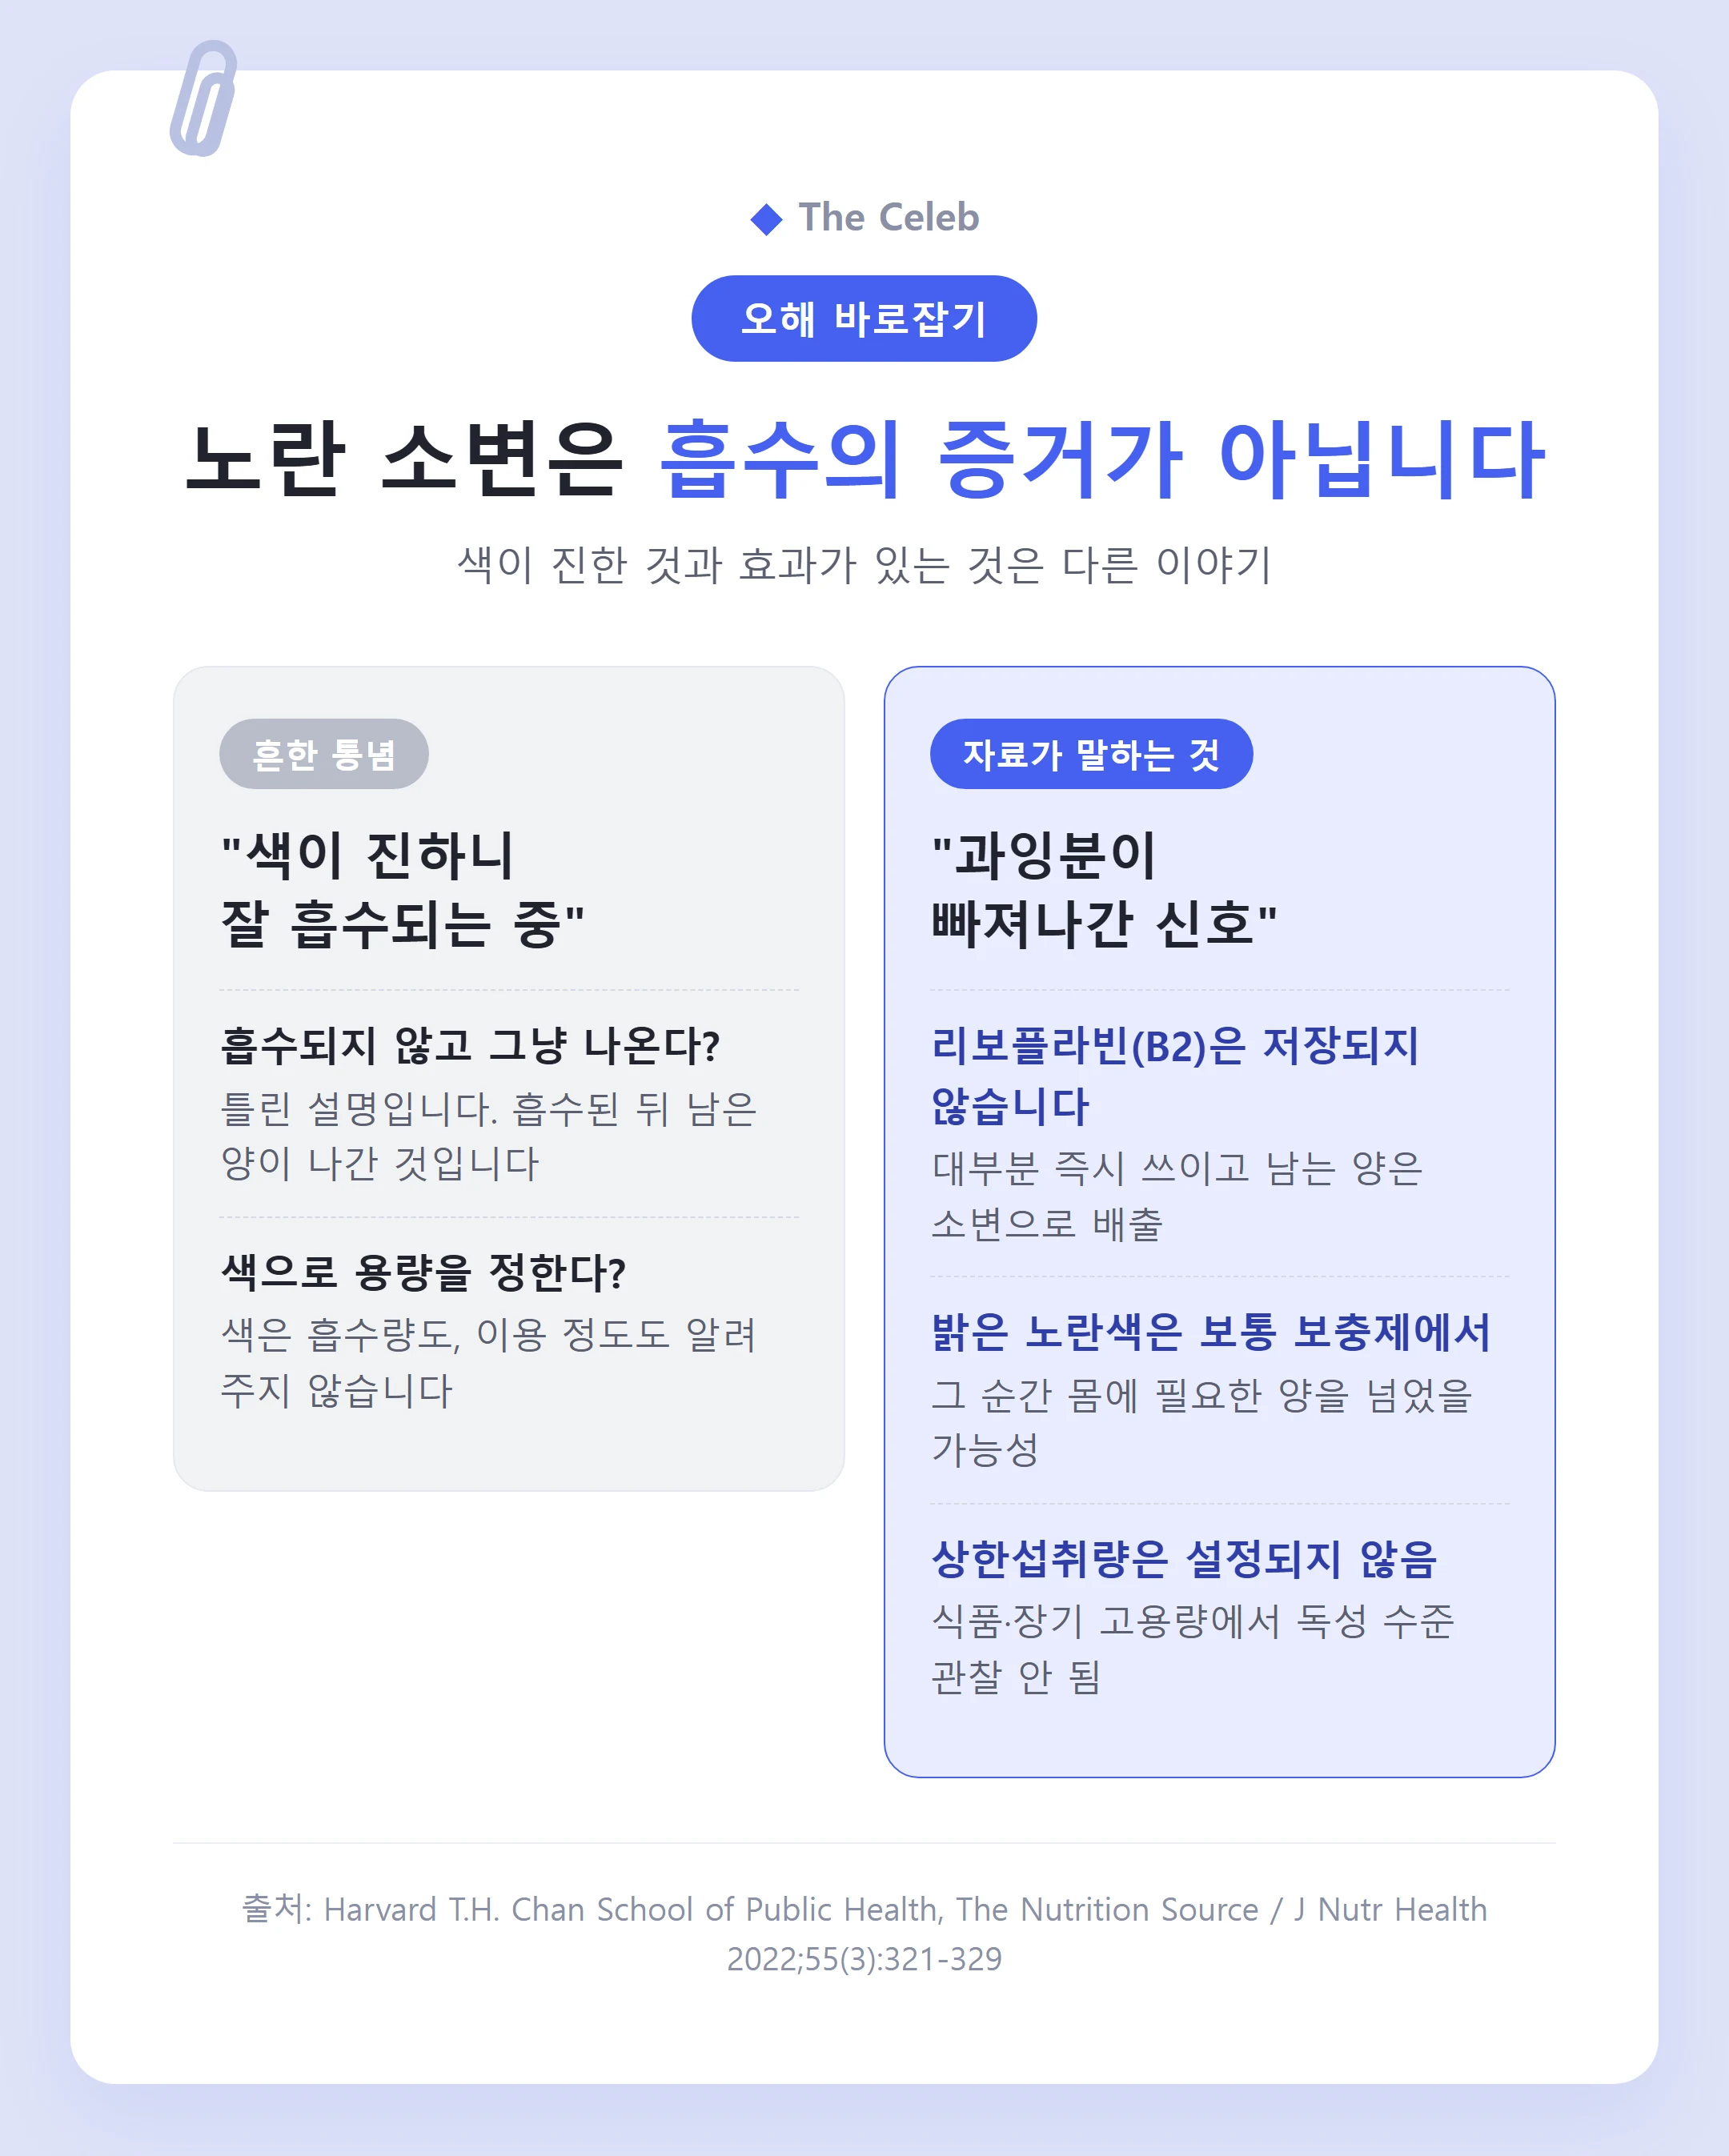 The Celeb
오해 바로잡기
노란 소변은 흡수의 증거가 아닙니다
색이 진한 것과 효과가 있는 것은 다른 이야기
흔한 통념
"색이 진하니
잘 흡수되는 중"
흡수되지 않고 그냥 나온다?
틀린 설명입니다. 흡수된 뒤 남은
양이 나간 것입니다
색으로 용량을 정한다?
색은 흡수량도, 이용 정도도 알려
주지 않습니다
자료가 말하는 것
"과잉분이
빠져나간 신호"
리보플라빈(B2)은 저장되지
않습니다
대부분 즉시 쓰이고 남는 양은
소변으로 배출
밝은 노란색은 보통 보충제에서
그 순간 몸에 필요한 양을 넘었을
가능성
상한섭취량은 설정되지 않음
식품·장기 고용량에서 독성 수준
관찰 안 됨
출처: Harvard T.H. Chan School of Public Health, The Nutrition Source / J Nutr Health
2022;55(3):321-329